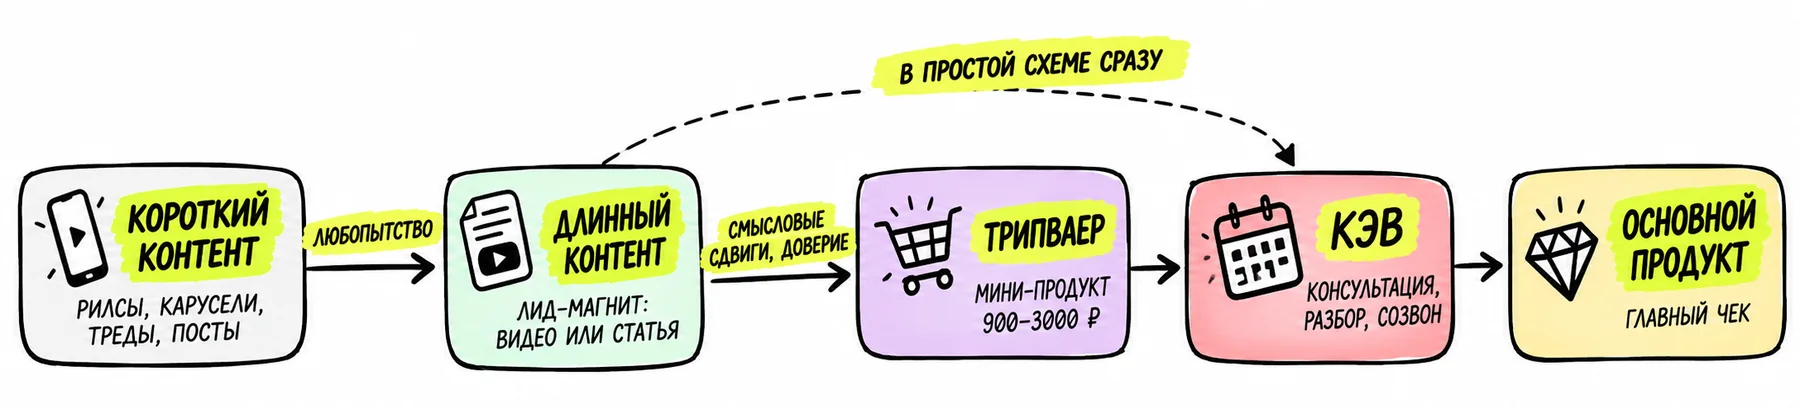 В ПРОСТОЙ СХЕМЕ СРАЗУ
КОРОТКИЙ
КОНТЕНТ
РИЛСЫ, КАРУСЕЛИ,
ТРЕДЫ, ПОСТЫ
ЛЮБОПЫТСТВО
ДЛИННЫЙ
КОНТЕНТ
ЛИД-МАГНИТ:
ВИДЕО ИЛИ СТАТЬЯ
СМЫСЛОВЫЕ
СДВИГИ, ДОВЕРИЕ
ТРИПВАЕР
МИНИ-ПРОДУКТ
900-3000 ₽
КЭВ
КОНСУЛЬТАЦИЯ,
РАЗБОР, СОЗВОН
ОСНОВНОЙ
ПРОДУКТ
ГЛАВНЫЙ ЧЕК